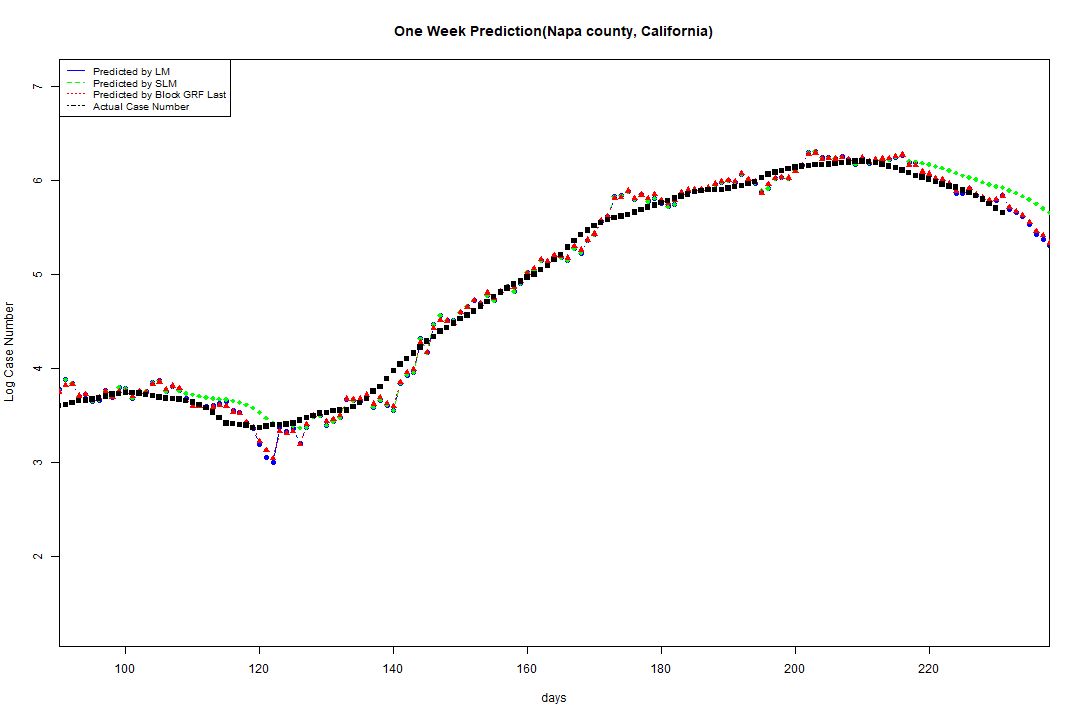 One Week Prediction(Napa county, California)
Predicted by LM
Predicted by SLM
Predicted by Block GRF Last
Actual Case Number
7
6
5
4
3
2
Log Case Number
100 120 140 160 180 200 220
days